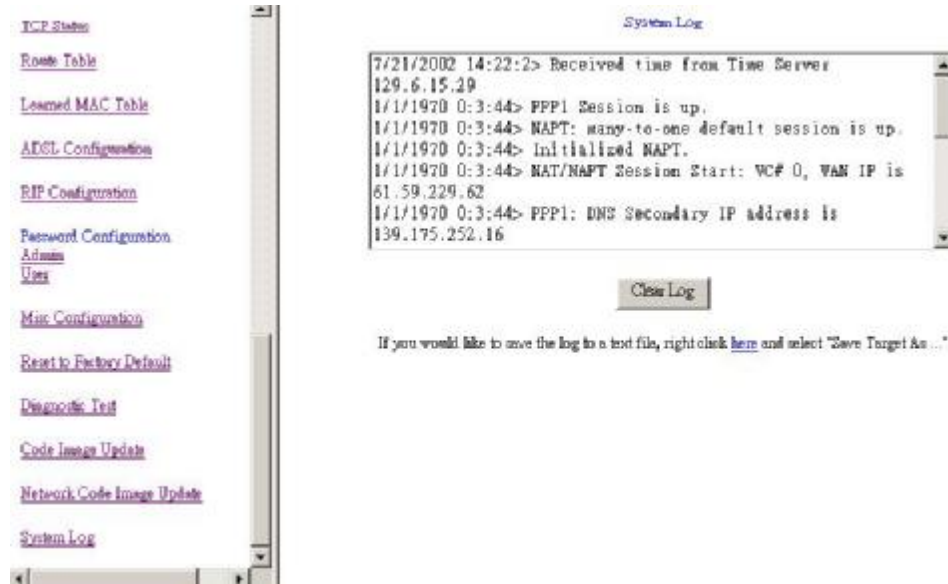 TCP Status
Route Table
Learned MAC Table
ADSL Configuration
RIP Configuration
Password Configuration
Admin
User
Misc Configuration
Reset to Factory Default
Diagnostic Test
Code Image Update
Network Code Image Update
System Log
System Log
7/21/2002 14:22:2> Received time from Time Server
129.6.15.29
1/1/1970 0:3:44> PPP1 Session is up.
1/1/1970 0:3:44> NAPT: many-to-one default session is up.
1/1/1970 0:3:44> Initialized NAPT.
1/1/1970 0:3:44> NAT/NAPT Session Start: VC# 0, WAN IP is
61.59.229.62
1/1/1970 0:3:44> PPP1: DNS Secondary IP address is
139.175.252.16
Clear Log
If you would like to save the log to a text file, right click here and select "Save Target As ..."